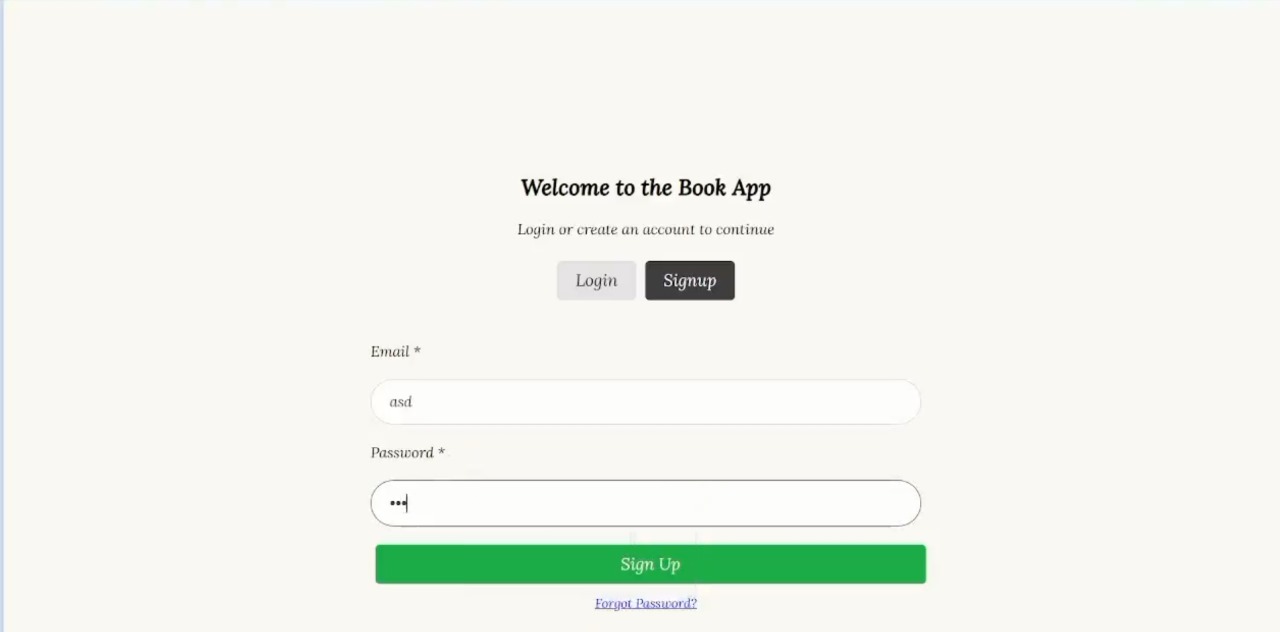 Welcome to the Book App
Login or create an account to continue
Login Signup
Email *
asd
Password *
•••
Sign Up
Forgot Password?